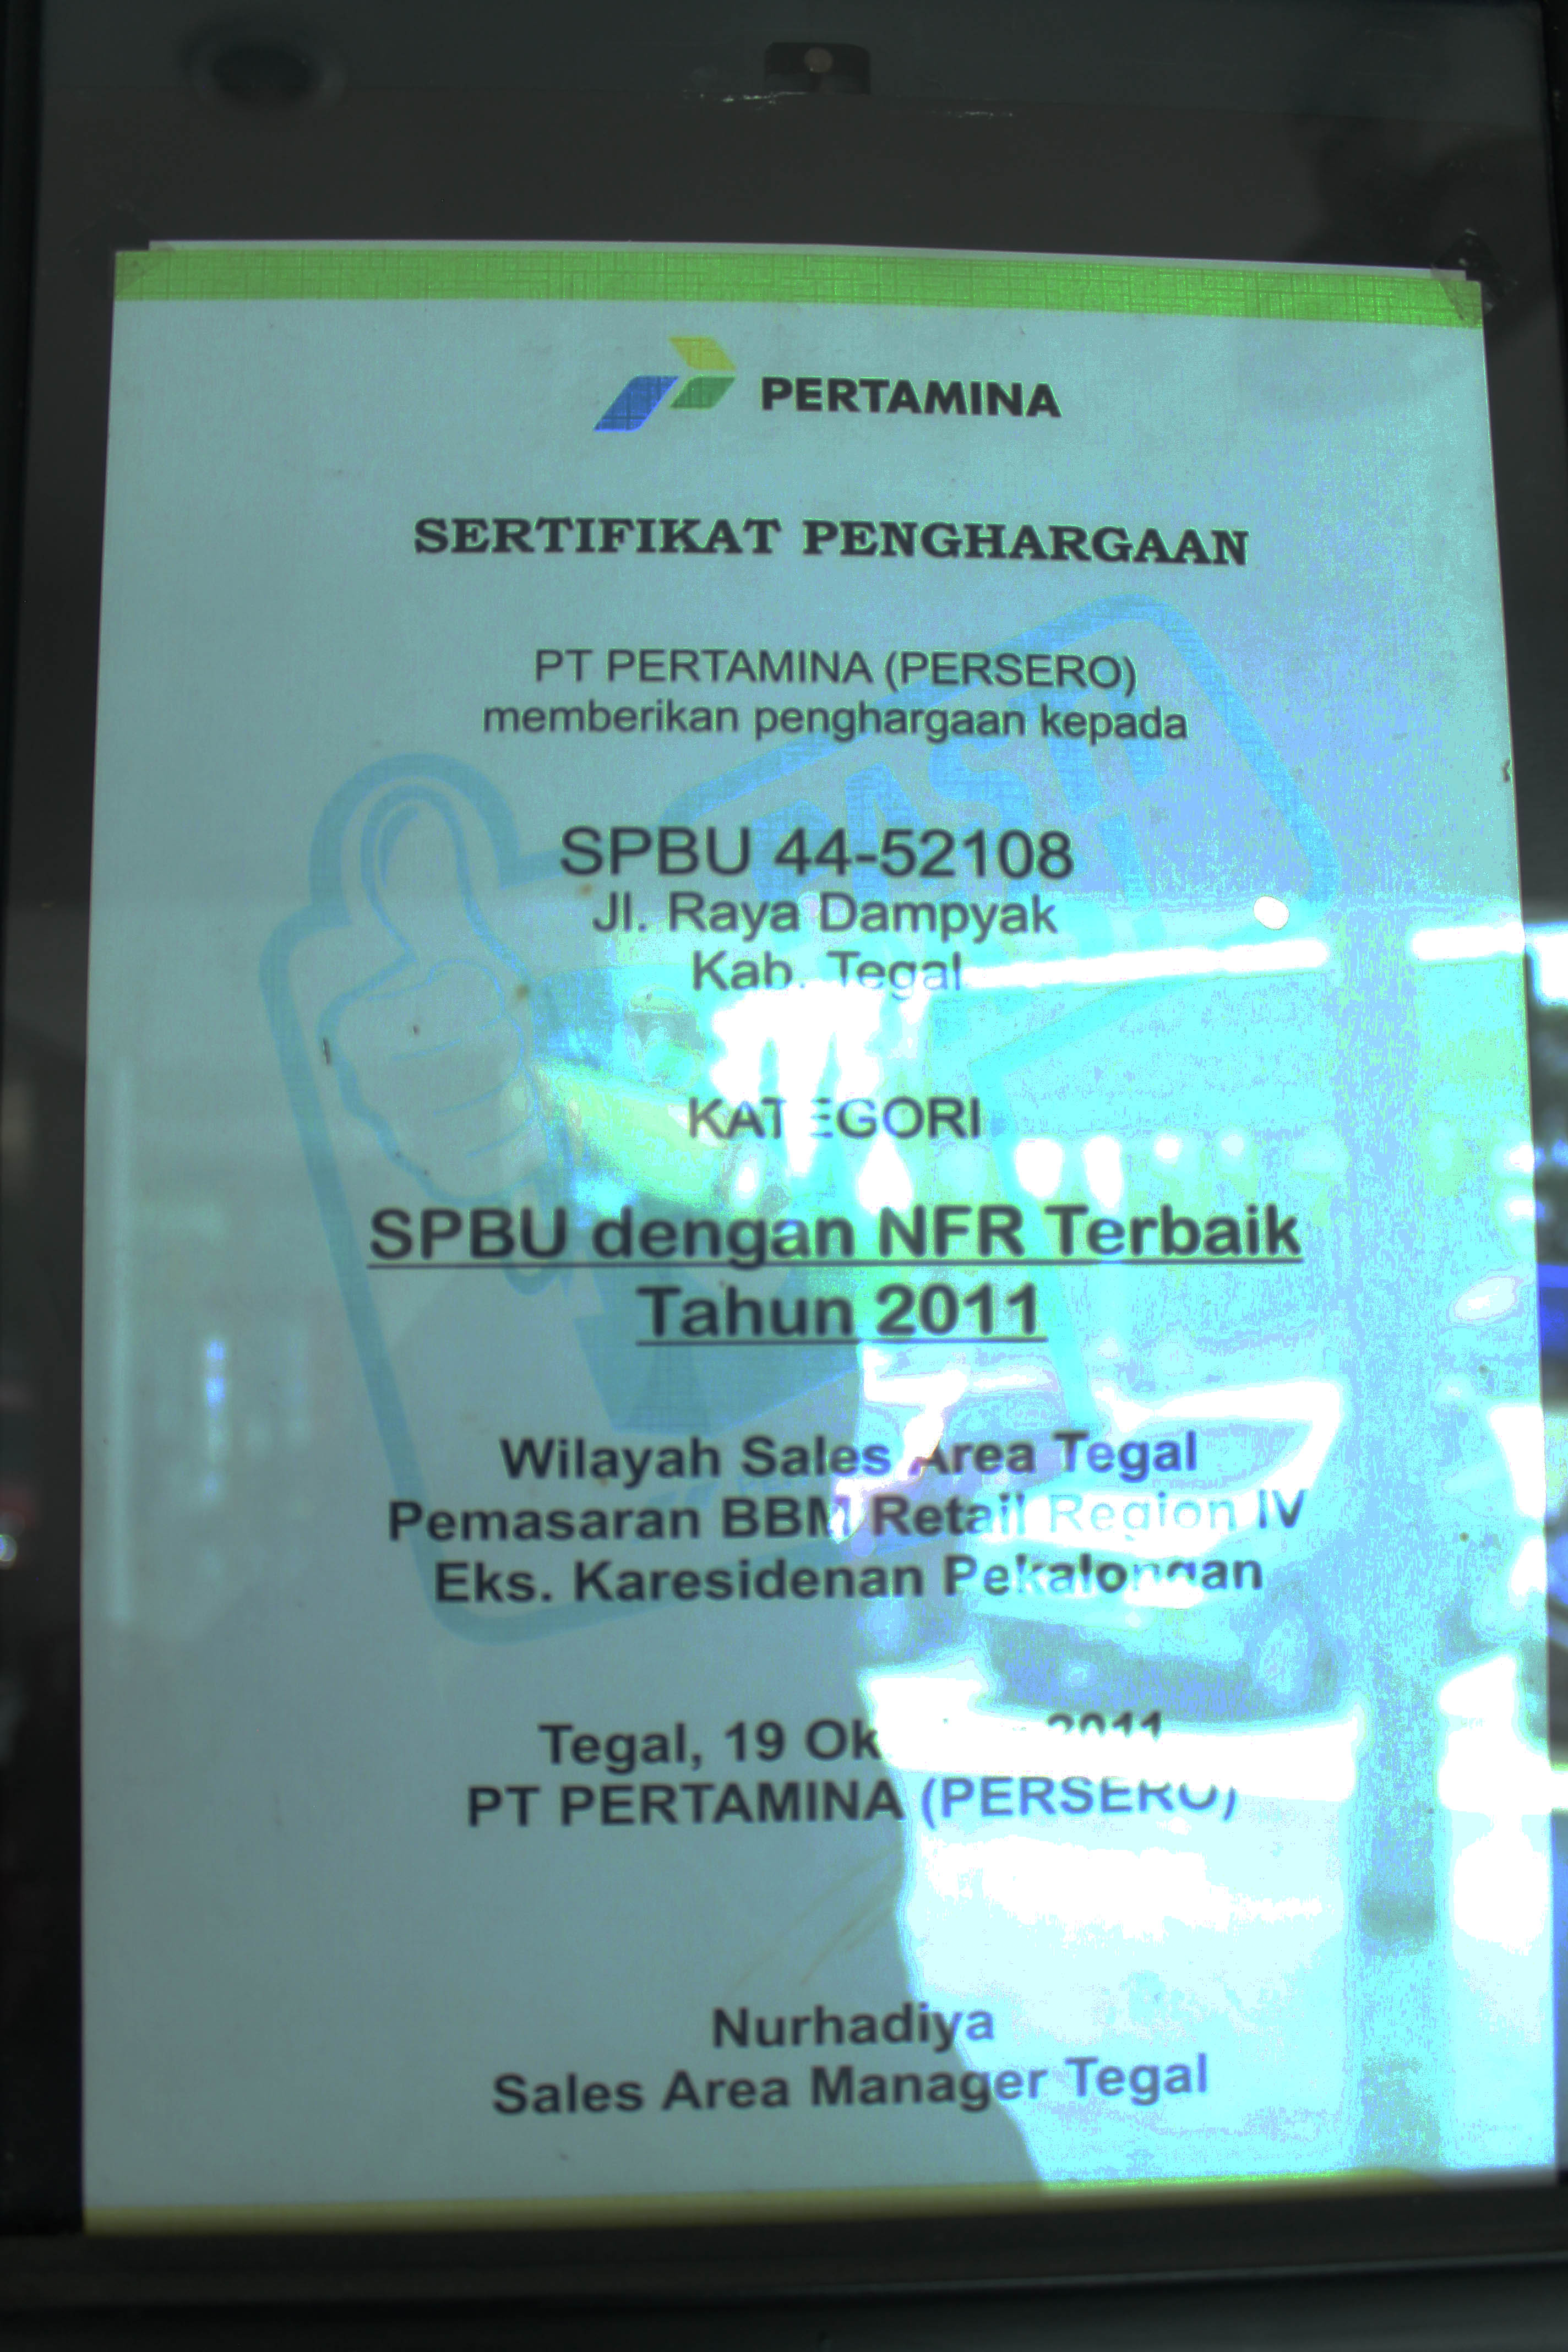 PERTAMINA
SERTIFIKAT PENGHARGAAN
PT PERTAMINA (PERSERO)
memberikan penghargaan kepada
PASTI
SPBU 44-52108
Jl. Raya Dampyak
Kab. Tegal
KATEGORI
SPBU dengan NFR Terbaik
Tahun 2011
Wilayah Sales Area Tegal
Pemasaran BBM Retail Region IV
Eks. Karesidenan Pekalongan
Tegal, 19 2011
PT PERTAMINA (PERSERO)
Nurhadiya
Sales Area Manager Tegal